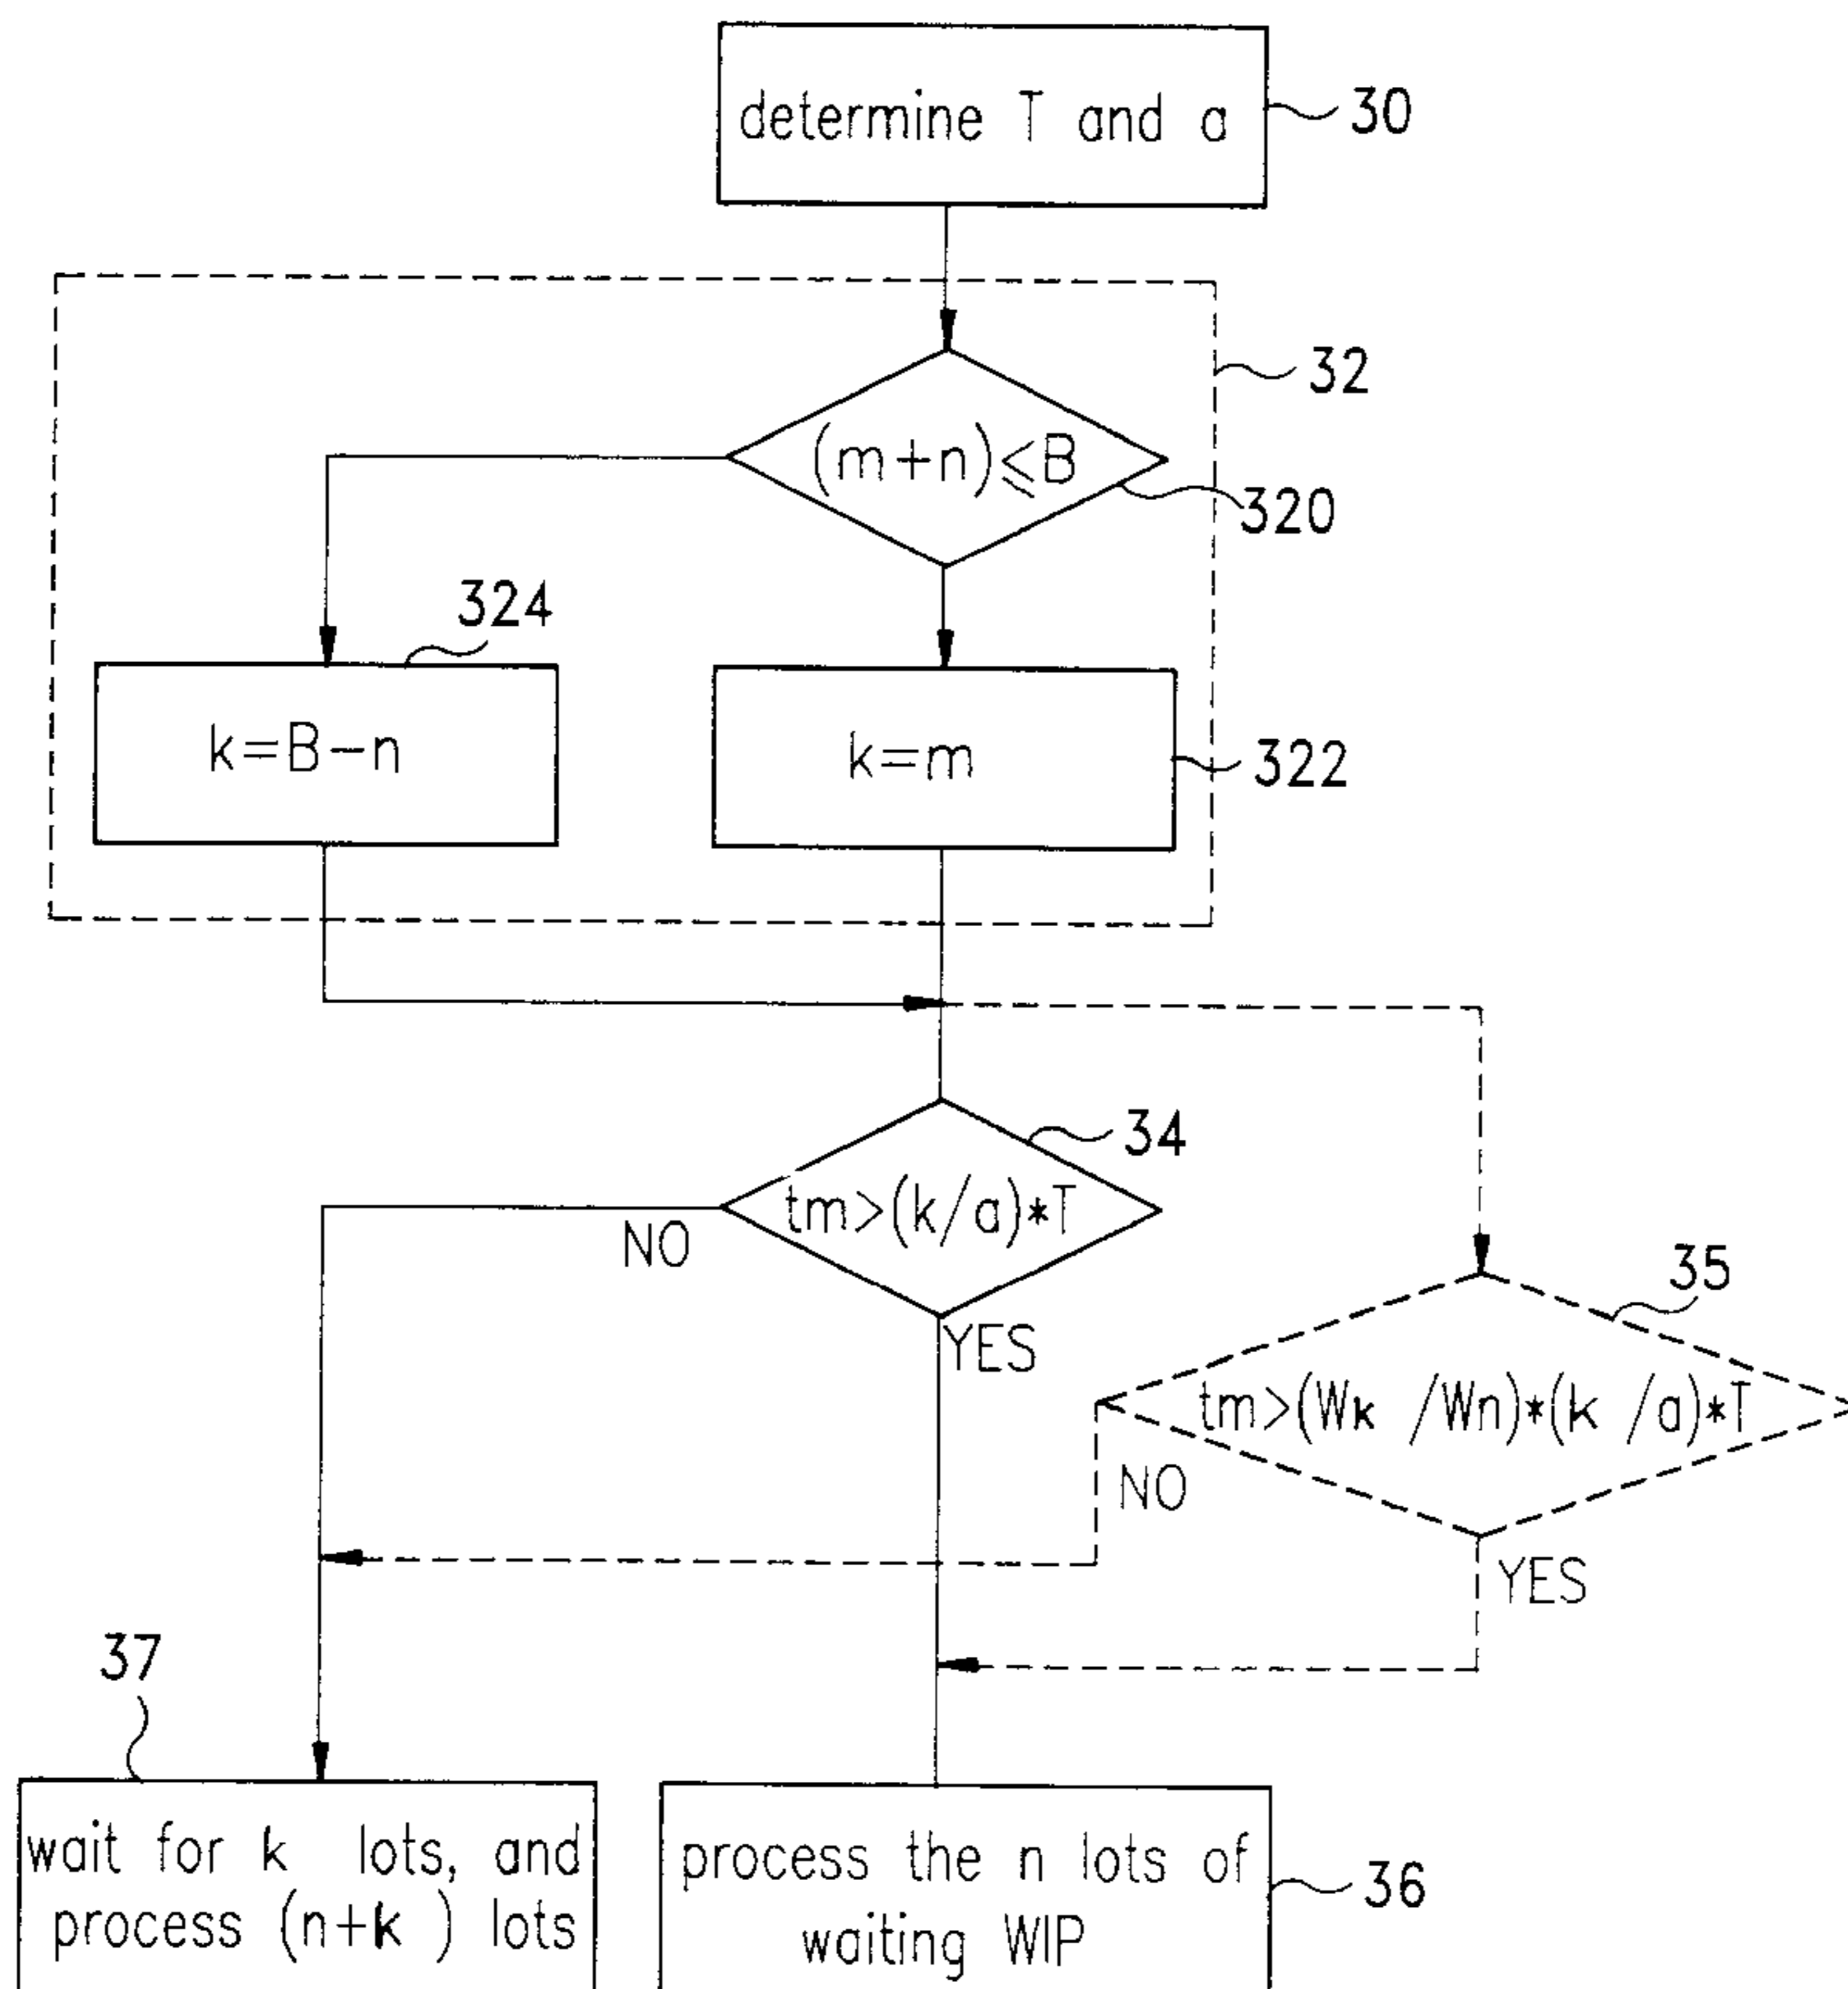 determine T and a
30
32
(m+n)≤B
320
324
k=B-n
k=m
322
34
tm>(k/a)*T
NO
YES
35
tm>(Wk /Wn)*(k /a)*T
NO
YES
37
wait for k lots, and
process (n+k ) lots
process the n lots of
waiting WIP
36